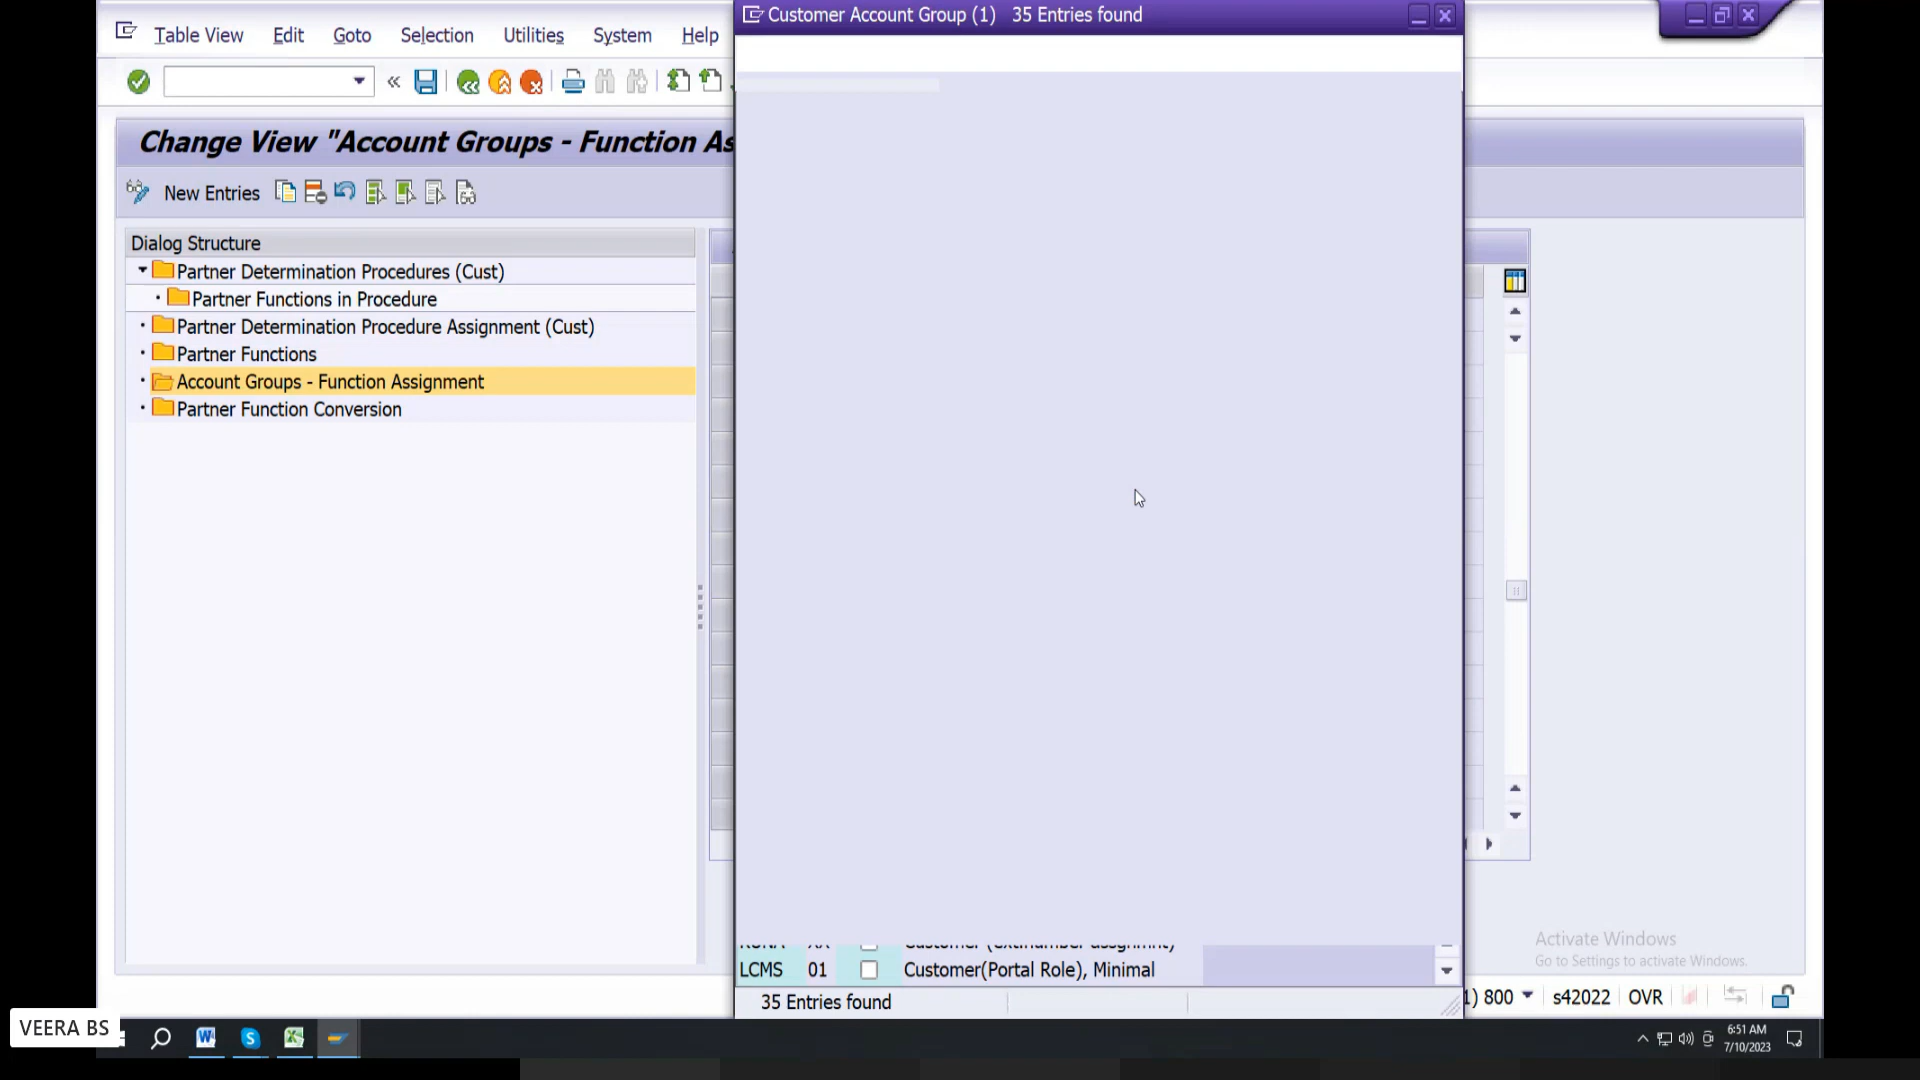 Customer Account Group (1) 35 Entries found
Table View Edit Goto Selection Utilities System Help
Change View "Account Groups - Function As
New Entries
Dialog Structure
Partner Determination Procedures (Cust)
Partner Functions in Procedure
Partner Determination Procedure Assignment (Cust)
Partner Functions
Account Groups - Function Assignment
Partner Function Conversion
LCMS 01 Customer(Portal Role), Minimal
35 Entries found
Activate Windows
Go to Settings to activate Windows.
1) 800 s42022 OVR
VEERA BS
6:51 AM
7/10/2023